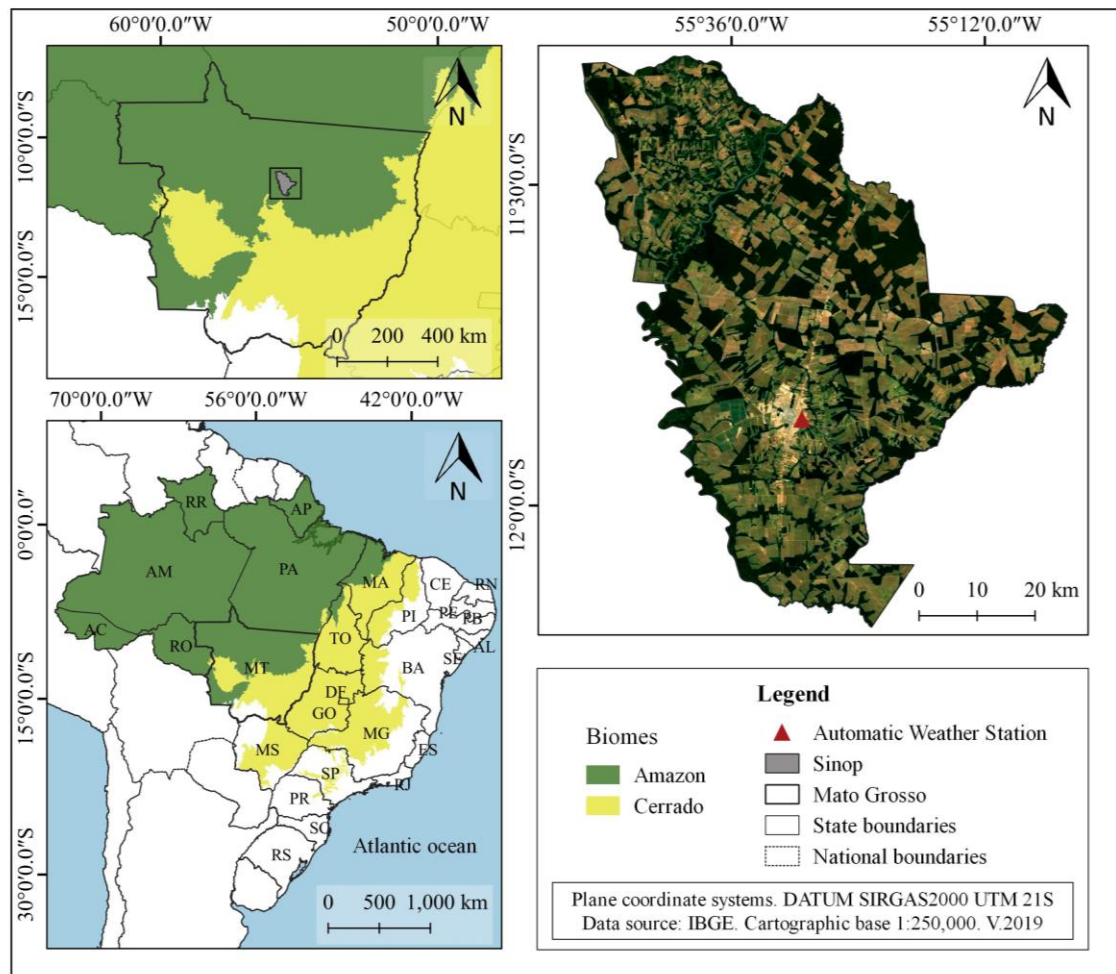 60°0'0.0"W
50°0'0.0"W
10°0'0.0"S
15°0'0.0"S
N
0 200 400 km
70°0'0.0"W
56°0'0.0"W
42°0'0.0"W
0°0'0.0"
15°0'0.0"S
30°0'0.0"S
N
RR
AP
AM
PA
MA
CE
RN
PI
PE
PB
AC
RO
TO
AL
SE
MT
BA
DF
GO
MG
MS
ES
SP
RJ
PR
SC
RS
Atlantic ocean
0 500 1,000 km
55°36'0.0"W
55°12'0.0"W
11°30'0.0"S
12°0'0.0"S
N
0 10 20 km
Legend
Biomes
Amazon
Cerrado
Automatic Weather Station
Sinop
Mato Grosso
State boundaries
National boundaries
Plane coordinate systems. DATUM SIRGAS2000 UTM 21S
Data source: IBGE. Cartographic base 1:250,000. V.2019